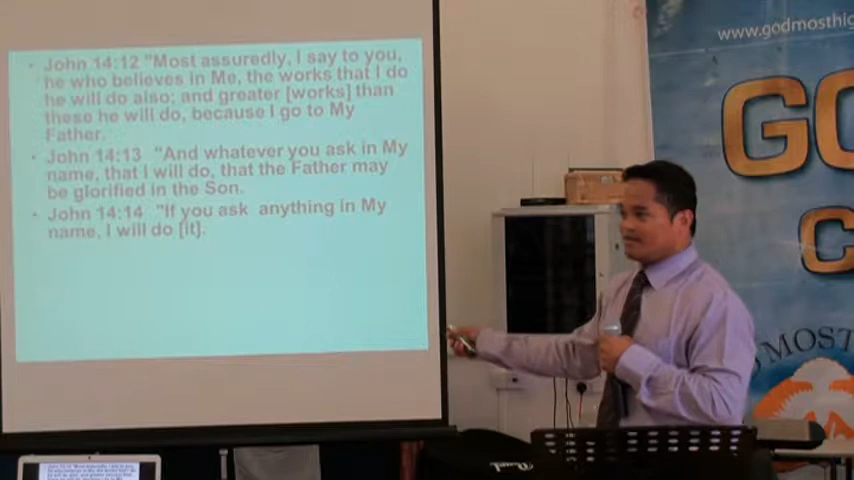 John 14:12 "Most assuredly, I say to you,
he who believes in Me, the works that I do
he will do also; and greater [works] than
these he will do, because I go to My
Father.
John 14:13 "And whatever you ask in My
name, that I will do, that the Father may
be glorified in the Son.
John 14:14 "If you ask anything in My
name, I will do [it].
www.godmosthig
GO
C
D MOST